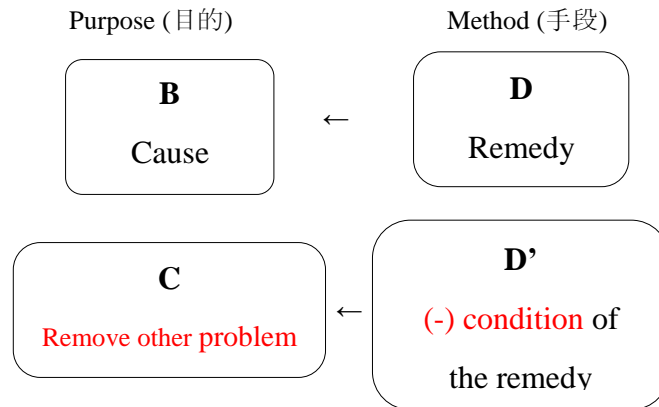 Purpose (目的) Method (手段)
B
Cause
←
D
Remedy
C
Remove other problem
←
D’
(-) condition of
the remedy